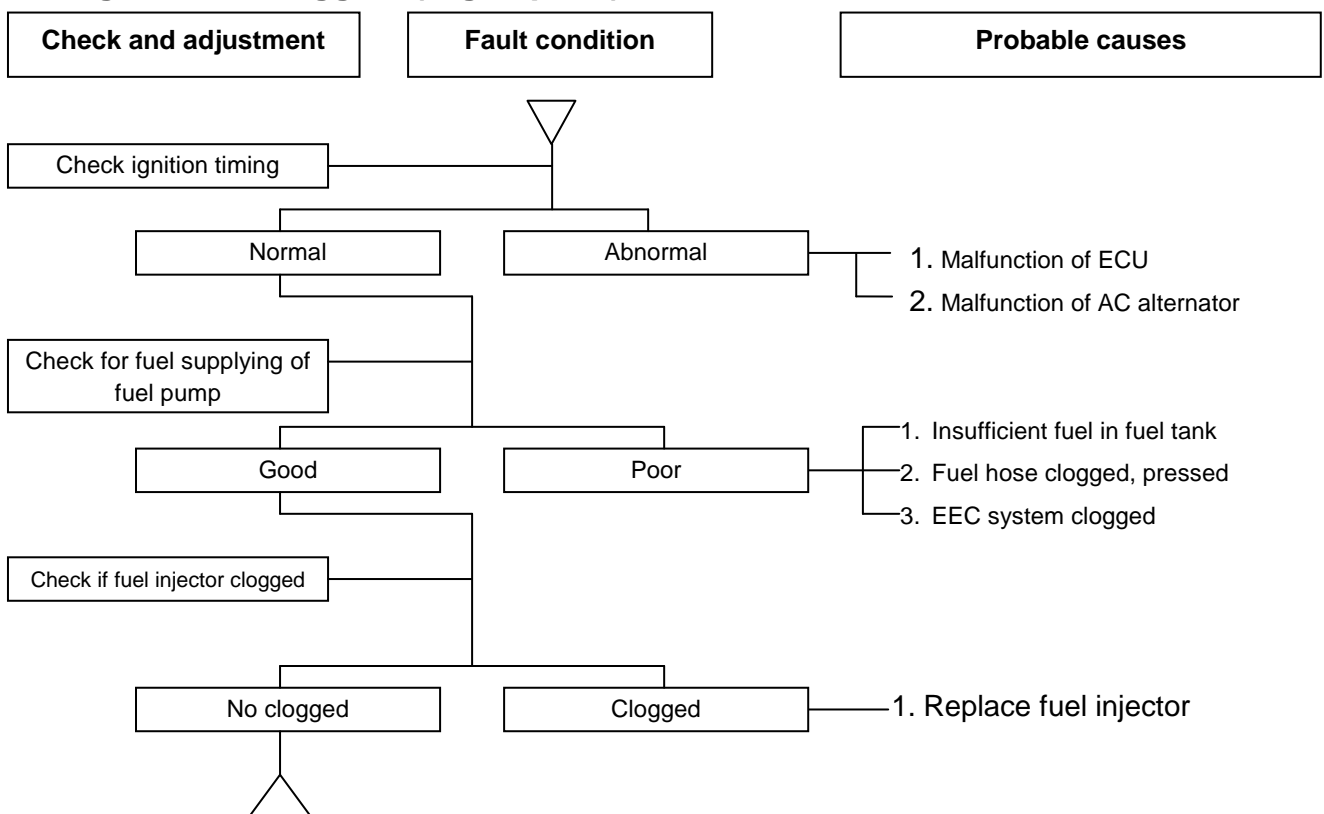 Check and adjustment
Fault condition
Probable causes
Check ignition timing
Normal
Abnormal
1. Malfunction of ECU
2. Malfunction of AC alternator
Check for fuel supplying of
fuel pump
Good
Poor
1. Insufficient fuel in fuel tank
2. Fuel hose clogged, pressed
3. EEC system clogged
Check if fuel injector clogged
No clogged
Clogged
1. Replace fuel injector